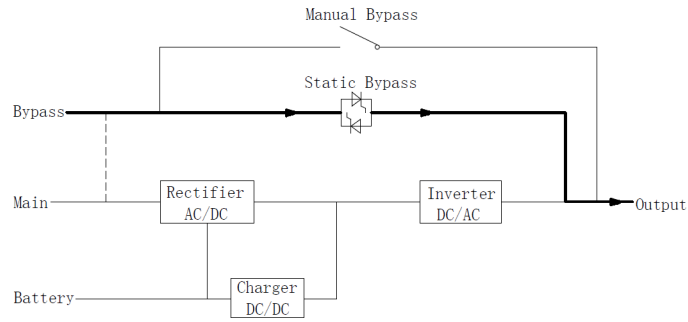 Manual Bypass
Static Bypass
Bypass
Main
Rectifier
AC/DC
Inverter
DC/AC
Output
Battery
Charger
DC/DC